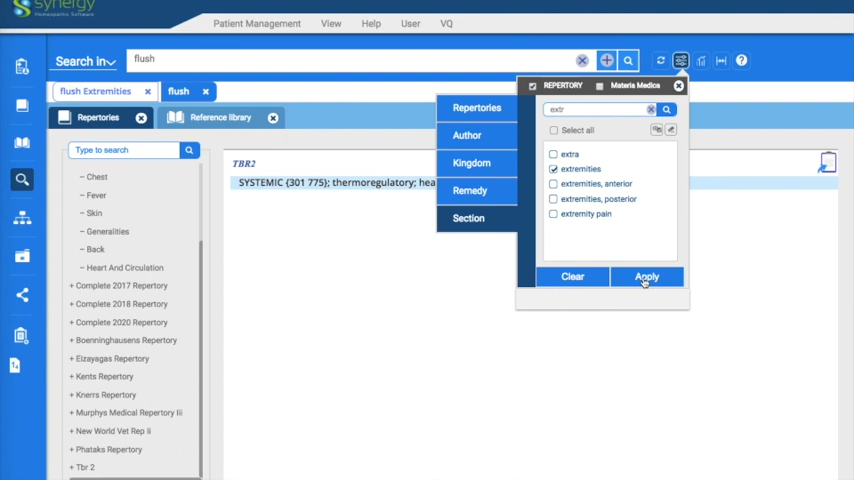 synergy
Homeopathic Software
Patient Management View Help User VQ
Search in
flush
flush Extremities ×
flush ×
Repertories
Reference library
Type to search
– Chest
– Fever
– Skin
– Generalities
– Back
– Heart And Circulation
+ Complete 2017 Repertory
+ Complete 2018 Repertory
+ Complete 2020 Repertory
+ Boenninghausens Repertory
+ Eizayagas Repertory
+ Kents Repertory
+ Knerrs Repertory
+ Murphys Medical Repertory Iii
+ New World Vet Rep Ii
+ Phataks Repertory
+ Tbr 2
TBR2
SYSTEMIC {301 775}; thermoregulatory; hea
Repertories
Author
Kingdom
Remedy
Section
REPERTORY Materia Medica
extr
Select all
extra
extremities
extremities, anterior
extremities, posterior
extremity pain
Clear Apply